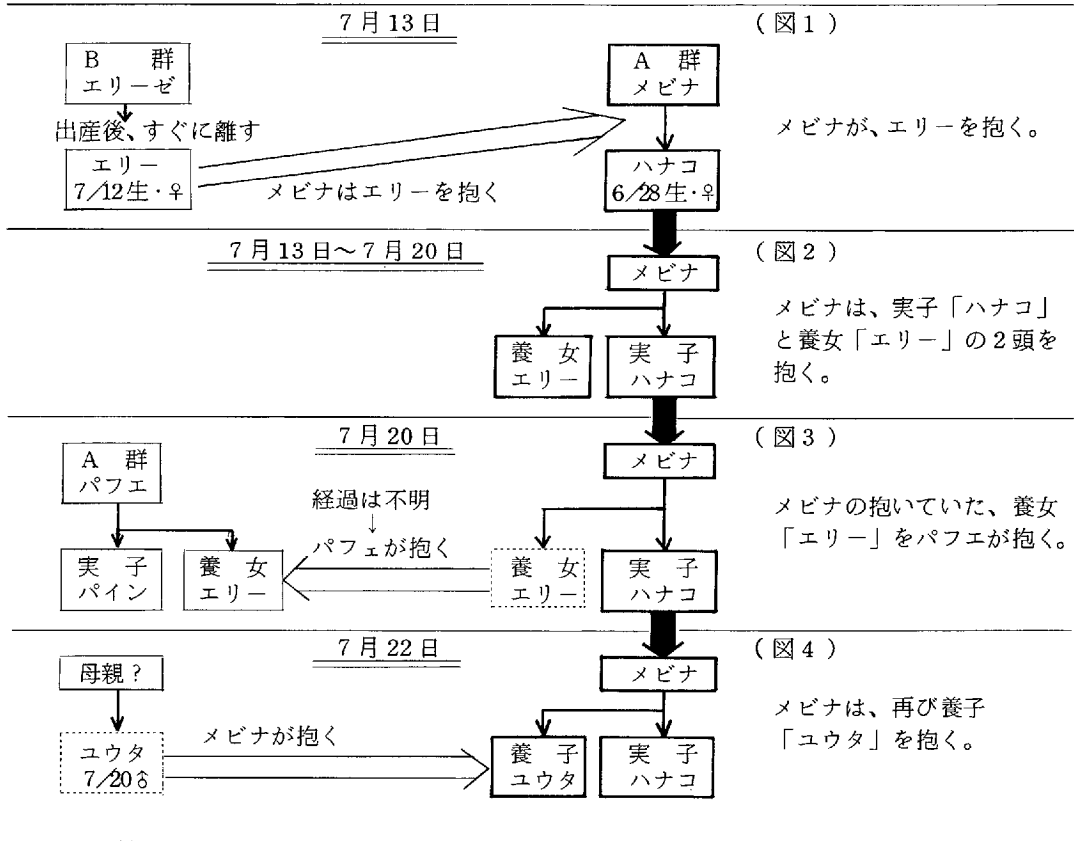 7月13日
(図1)
B 群
エリーゼ
A 群
メビナ
出産後、すぐに離す
メビナが、エリーを抱く。
エリー
7/12生・♀
メビナはエリーを抱く
ハナコ
6/28生・♀
7月13日～7月20日
(図2)
メビナ
メビナは、実子「ハナコ」
と養女「エリー」の2頭を
抱く。
養 女
エリー
実 子
ハナコ
7月20日
(図3)
A 群
パフエ
メビナ
経過は不明
↓
パフェが抱く
メビナの抱いていた、養女
「エリー」をパフエが抱く。
実 子
パイン
養 女
エリー
養 女
エリー
実 子
ハナコ
7月22日
(図4)
母親?
メビナ
メビナは、再び養子
「ユウタ」を抱く。
ユウタ
7/20♂
メビナが抱く
養 子
ユウタ
実 子
ハナコ